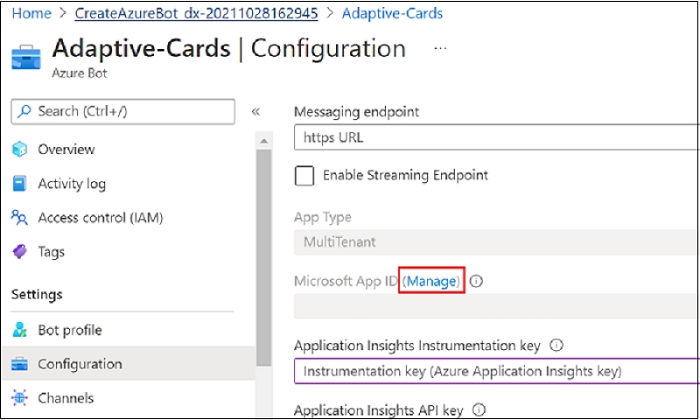 Home > CreateAzureBot_dx-20211028162945 > Adaptive-Cards
Adaptive-Cards | Configuration ...
Azure Bot
Search (Ctrl+/)
«
Overview
Activity log
Access control (IAM)
Tags
Settings
Bot profile
Configuration
Channels
Messaging endpoint
https URL
Enable Streaming Endpoint
App Type
MultiTenant
Microsoft App ID (Manage)
Application Insights Instrumentation key
Instrumentation key (Azure Application Insights key)
Application Insights API key